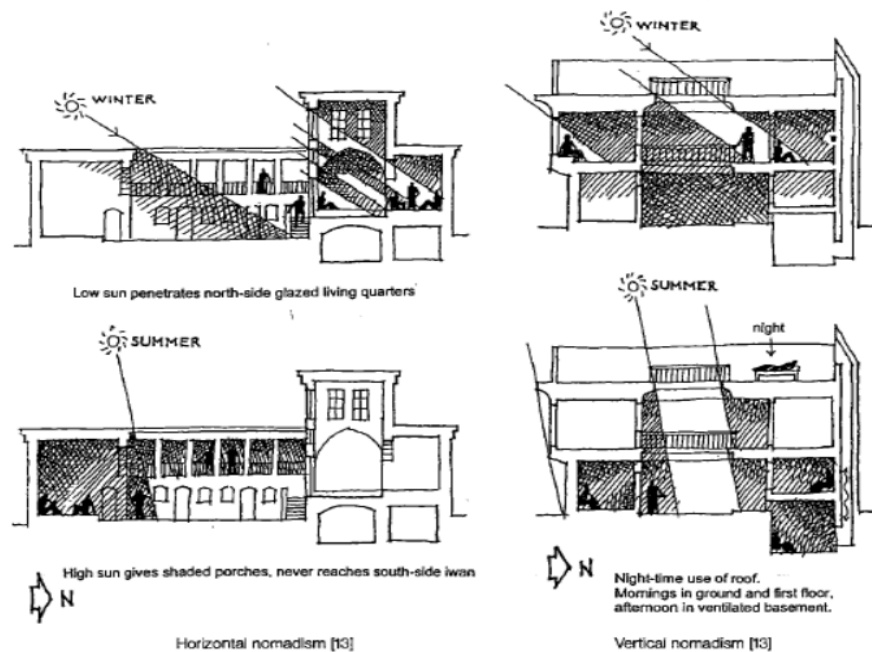 WINTER
WINTER
Low sun penetrates north-side glazed living quarters
SUMMER
SUMMER
night
High sun gives shaded porches, never reaches south-side iwan
N
N
Night-time use of roof.
Mornings in ground and first floor,
afternoon in ventilated basement.
Horizontal nomadism [13]
Vertical nomadism [13]